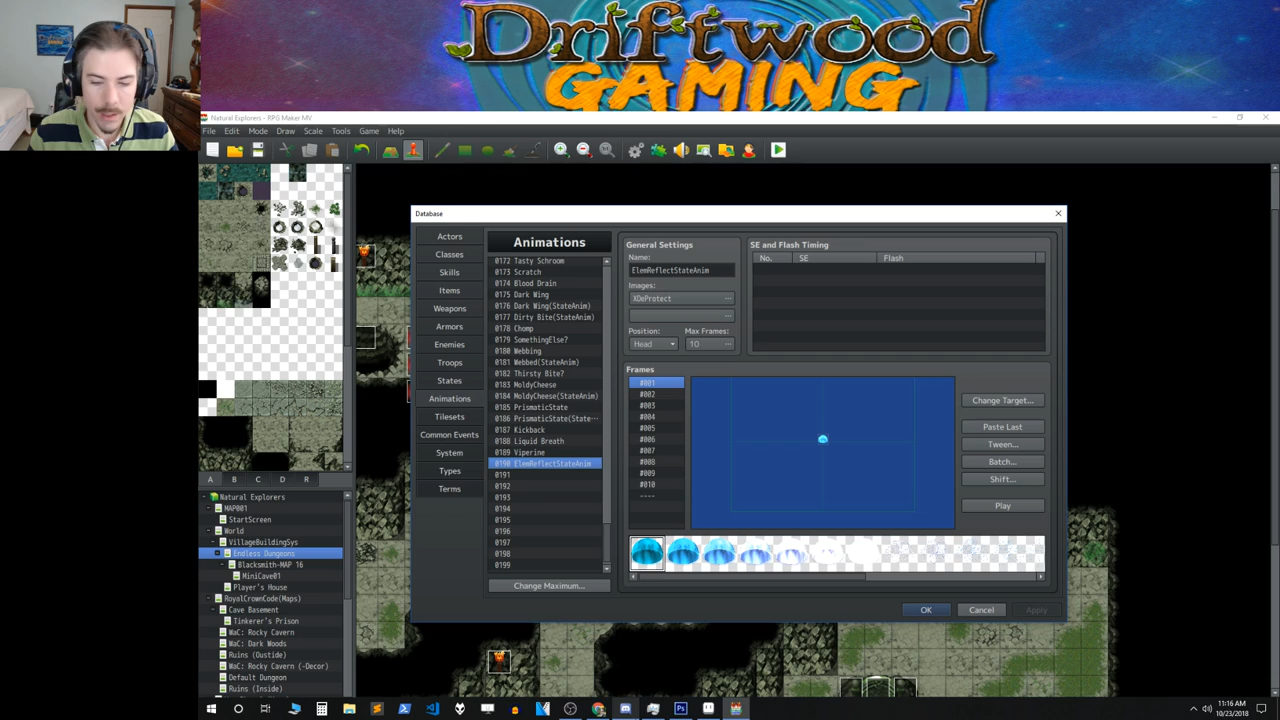 Driftwood
GAMING
Natural Explorers - RPG Maker MV
File Edit Mode Draw Scale Tools Game Help
Database
Actors
Classes
Skills
Items
Weapons
Armors
Enemies
Troops
States
Animations
Tilesets
Common Events
System
Types
Terms
Animations
0172 Tasty Schroom
0173 Scratch
0174 Blood Drain
0175 Dark Wing
0176 Dark Wing(StateAnim)
0177 Dirty Bite(StateAnim)
0178 Chomp
0179 SomethingElse?
0180 Webbing
0181 Webbed(StateAnim)
0182 Thirsty Bite?
0183 MoldyCheese
0184 MoldyCheese(StateAnim)
0185 PrismaticState
0186 PrismaticState(State…
0187 Kickback
0188 Liquid Breath
0189 Viperine
0190 ElemReflectStateAnim
0191
0192
0193
0194
0195
0196
0197
0198
0199
Change Maximum...
General Settings
Name:
ElemReflectStateAnim
Images:
XDeProtect
Position: Max Frames:
Head 10
SE and Flash Timing
No. SE Flash
Frames
#001
#002
#003
#004
#005
#006
#007
#008
#009
#010
----
Change Target...
Paste Last
Tween...
Batch...
Shift...
Play
OK Cancel Apply
A B C D R
Natural Explorers
MAP001
StartScreen
World
VillageBuildingSys
Endless Dungeons
Blacksmith-MAP 16
MiniCave01
Player's House
RoyalCrownCode(Maps)
Cave Basement
Tinkerer's Prison
WaC: Rocky Cavern
WaC: Dark Woods
Ruins (Oustide)
WaC: Rocky Cavern (-Decor)
Default Dungeon
Ruins (Inside)
11:16 AM
10/23/2018